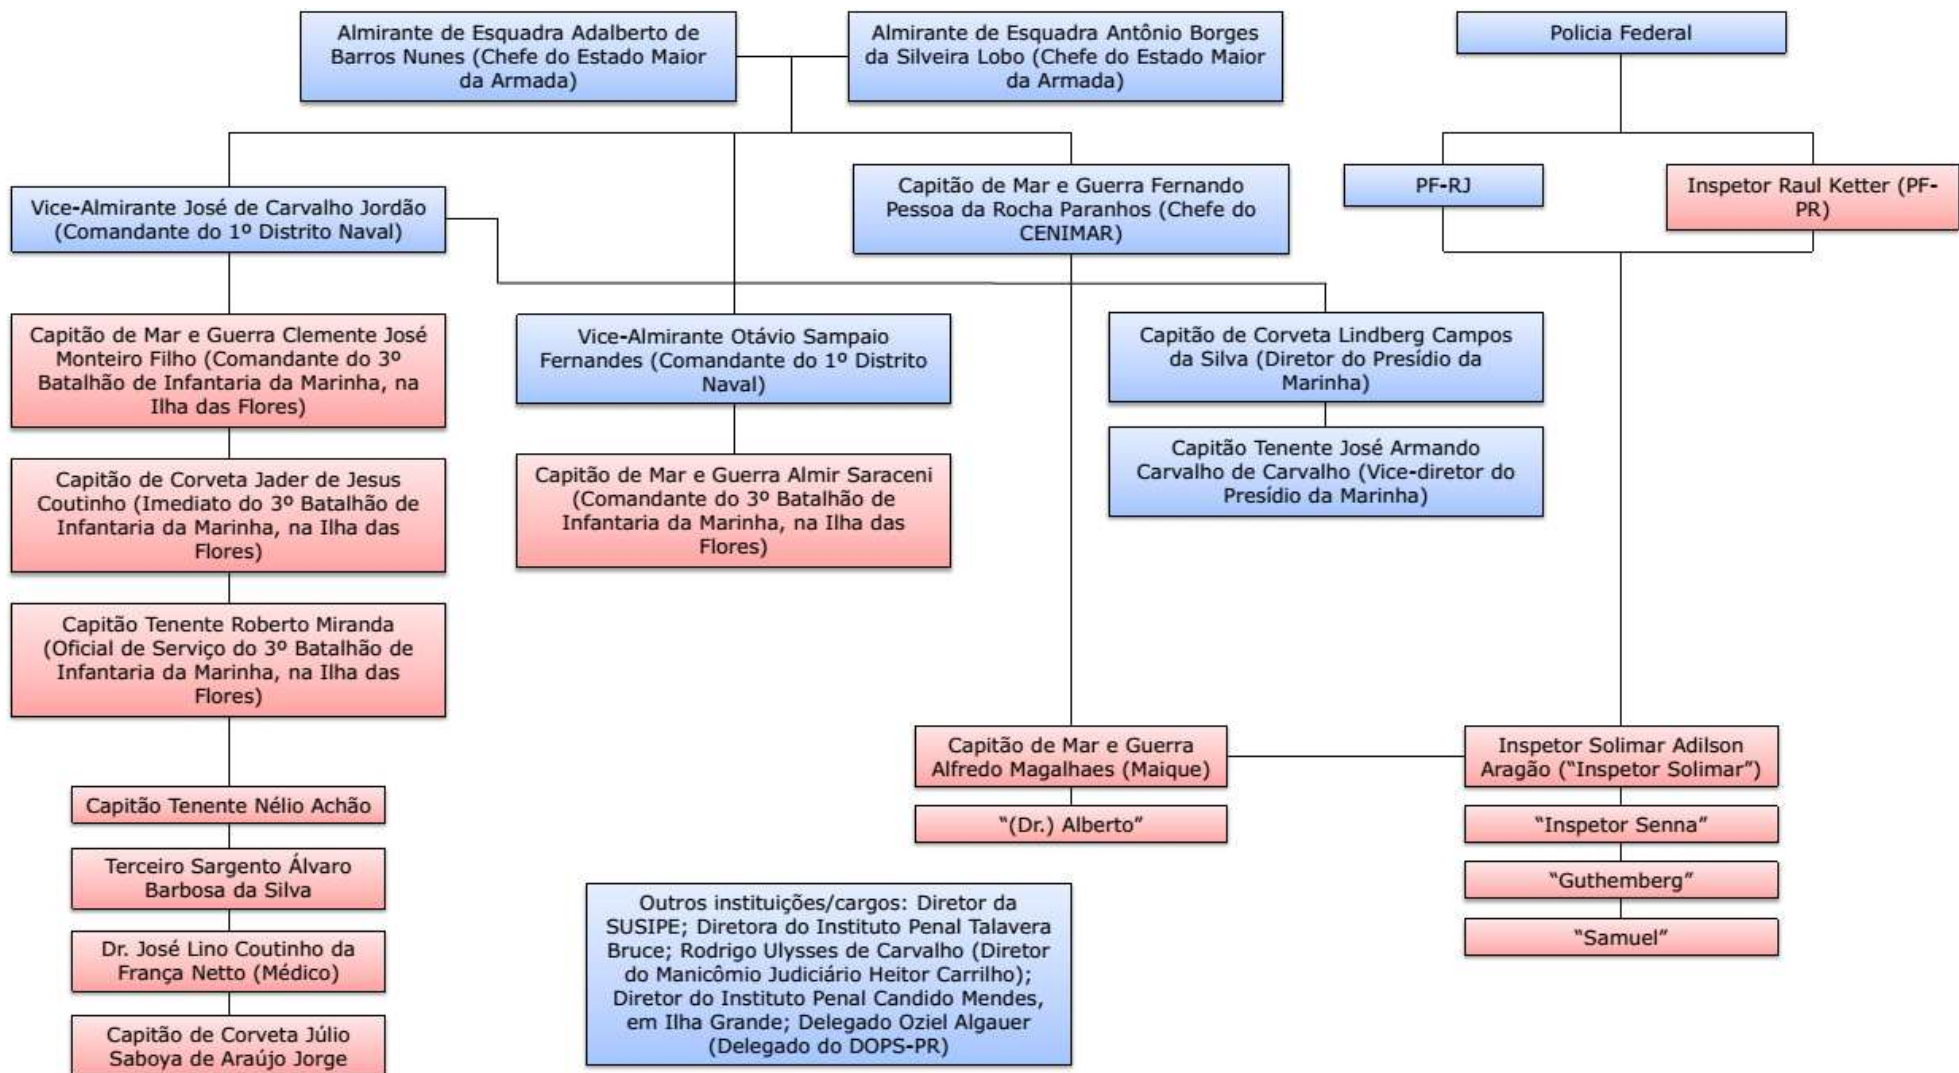 Almirante de Esquadra Adalberto de
Barros Nunes (Chefe do Estado Maior
da Armada)
Almirante de Esquadra Antônio Borges
da Silveira Lobo (Chefe do Estado Maior
da Armada)
Policia Federal
Vice-Almirante José de Carvalho Jordão
(Comandante do 1º Distrito Naval)
Capitão de Mar e Guerra Fernando
Pessoa da Rocha Paranhos (Chefe do
CENIMAR)
PF-RJ
Inspetor Raul Ketter (PF-
PR)
Capitão de Mar e Guerra Clemente José
Monteiro Filho (Comandante do 3º
Batalhão de Infantaria da Marinha, na
Ilha das Flores)
Vice-Almirante Otávio Sampaio
Fernandes (Comandante do 1º Distrito
Naval)
Capitão de Corveta Lindberg Campos
da Silva (Diretor do Presídio da
Marinha)
Capitão Tenente José Armando
Carvalho de Carvalho (Vice-diretor do
Presídio da Marinha)
Capitão de Corveta Jader de Jesus
Coutinho (Imediato do 3º Batalhão de
Infantaria da Marinha, na Ilha das
Flores)
Capitão de Mar e Guerra Almir Saraceni
(Comandante do 3º Batalhão de
Infantaria da Marinha, na Ilha das
Flores)
Capitão Tenente Roberto Miranda
(Oficial de Serviço do 3º Batalhão de
Infantaria da Marinha, na Ilha das
Flores)
Capitão de Mar e Guerra
Alfredo Magalhaes (Maique)
Inspetor Solimar Adilson
Aragão (“Inspetor Solimar”)
Capitão Tenente Nélio Achão
“(Dr.) Alberto”
“Inspetor Senna”
Terceiro Sargento Álvaro
Barbosa da Silva
“Guthemberg”
“Samuel”
Dr. José Lino Coutinho da
França Netto (Médico)
Capitão de Corveta Júlio
Saboya de Araújo Jorge
Outros instituições/cargos: Diretor da
SUSIPE; Diretora do Instituto Penal Talavera
Bruce; Rodrigo Ulysses de Carvalho (Diretor
do Manicômio Judiciário Heitor Carrilho);
Diretor do Instituto Penal Candido Mendes,
em Ilha Grande; Delegado Oziel Algauer
(Delegado do DOPS-PR)